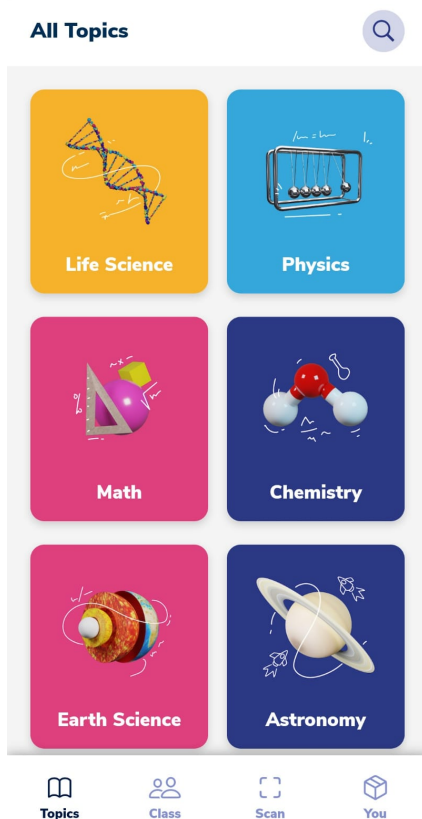 All Topics
Life Science
Physics
Math
Chemistry
Earth Science
Astronomy
Topics
Class
Scan
You